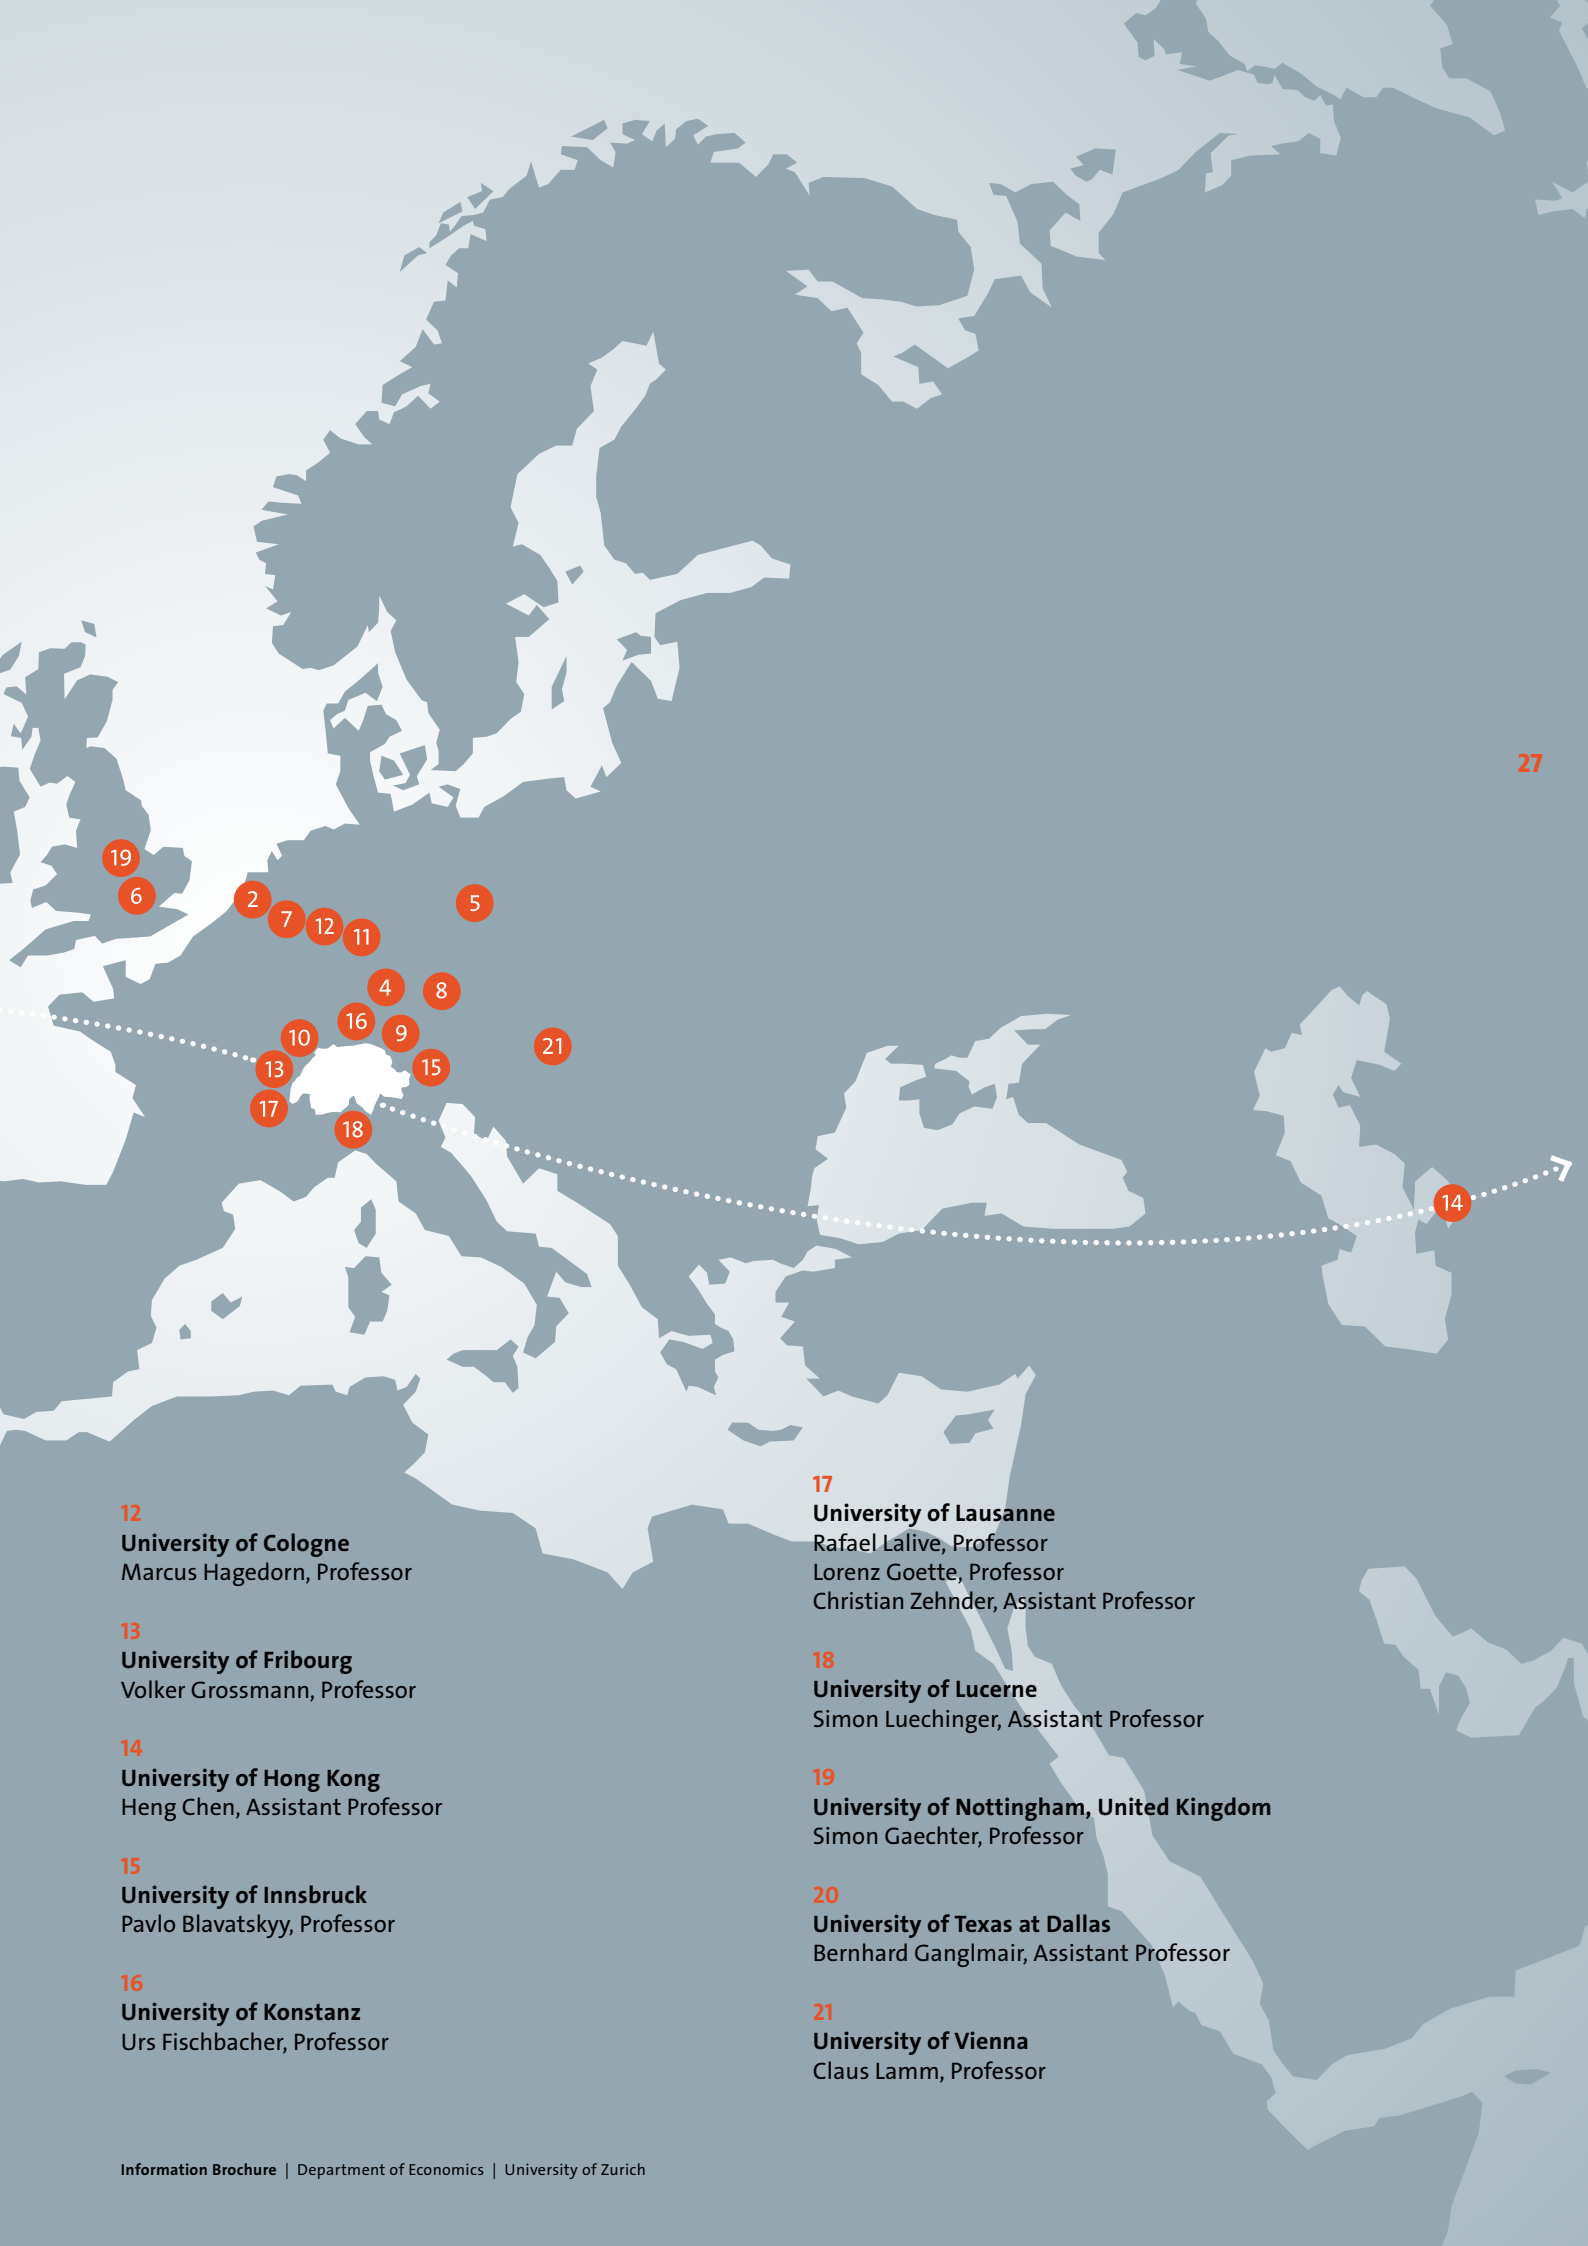 27
19
6
2
7
12
11
5
4
8
16
9
10
13
15
21
17
18
14
12
University of Cologne
Marcus Hagedorn, Professor
13
University of Fribourg
Volker Grossmann, Professor
14
University of Hong Kong
Heng Chen, Assistant Professor
15
University of Innsbruck
Pavlo Blavatskyy, Professor
16
University of Konstanz
Urs Fischbacher, Professor
17
University of Lausanne
Rafael Lalive, Professor
Lorenz Goette, Professor
Christian Zehnder, Assistant Professor
18
University of Lucerne
Simon Luechinger, Assistant Professor
19
University of Nottingham, United Kingdom
Simon Gaechter, Professor
20
University of Texas at Dallas
Bernhard Ganglmair, Assistant Professor
21
University of Vienna
Claus Lamm, Professor
Information Brochure | Department of Economics | University of Zurich